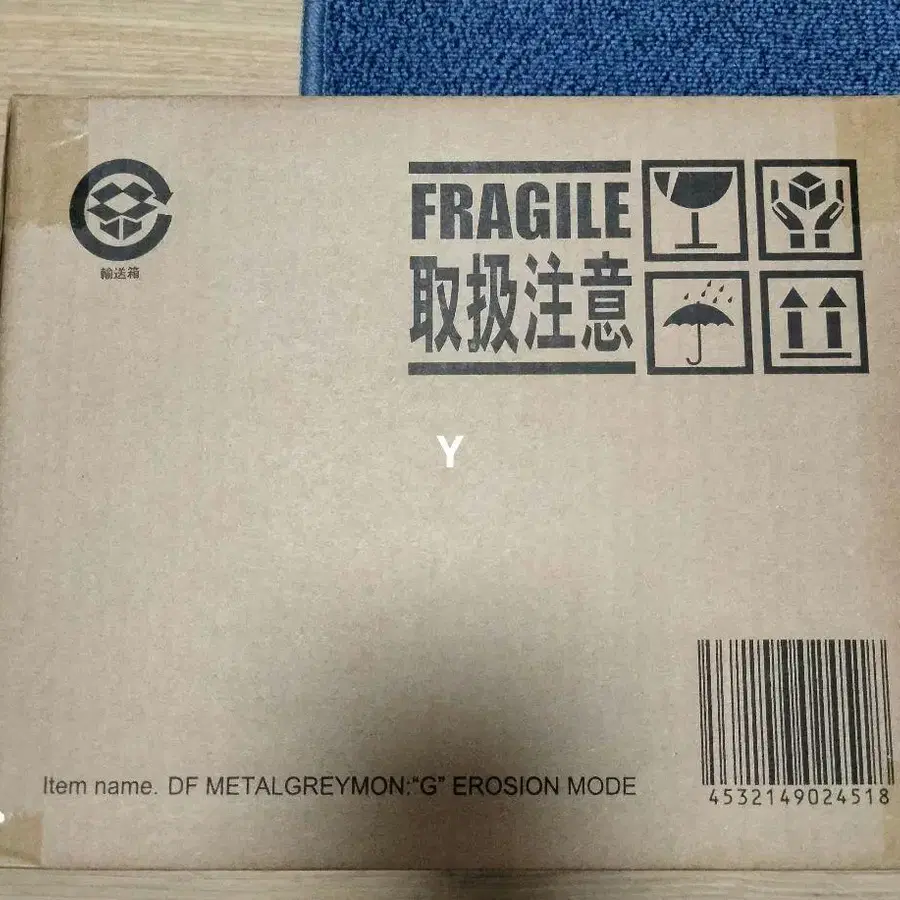 輸送箱
FRAGILE
取扱注意
Y
Item name. DF METALGREYMON:“G” EROSION MODE
4532149024518